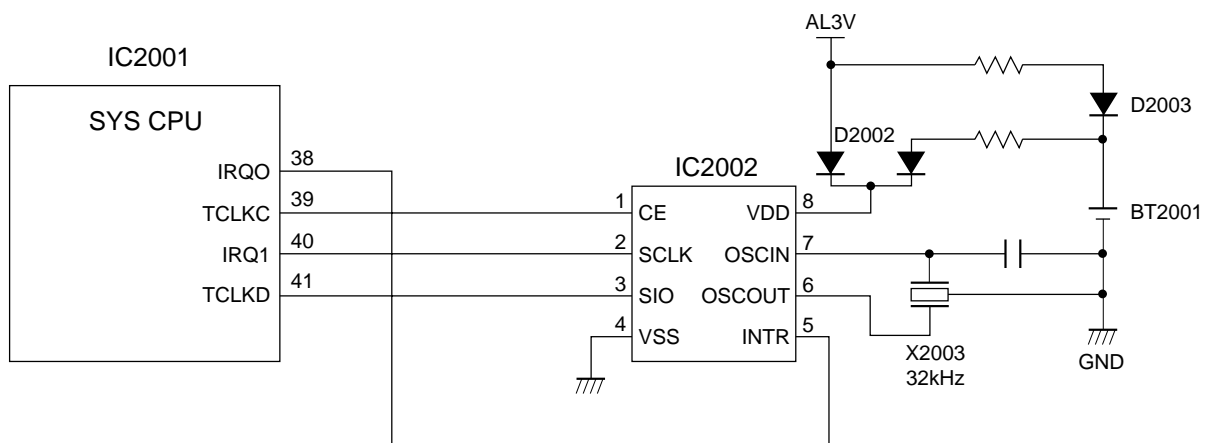 AL3V
IC2001
SYS CPU
D2003
D2002
38
IRQO
IC2002
39
TCLKC
1
CE
VDD
8
BT2001
40
IRQ1
2
SCLK
OSCIN
7
41
TCLKD
3
SIO
OSCOUT
6
4
VSS
INTR
5
X2003
32kHz
GND